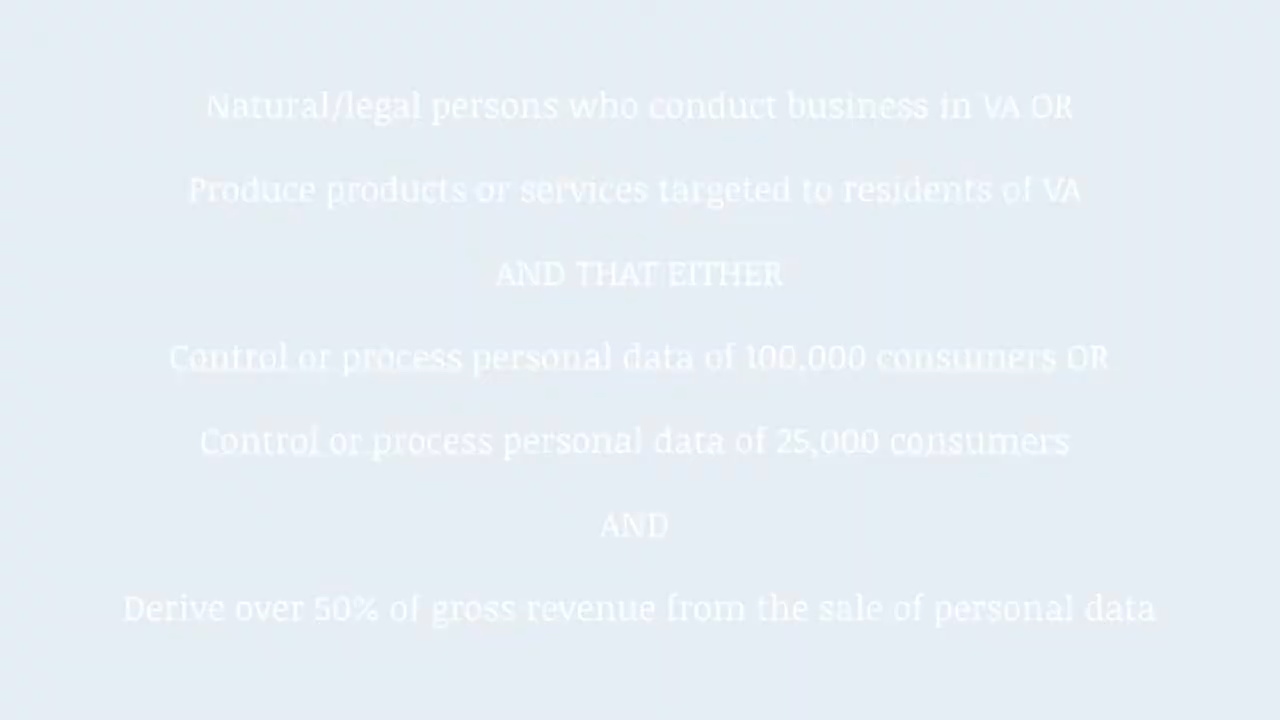 Natural/legal persons who conduct business in VA OR
Produce products or services targeted to residents of VA
AND THAT EITHER
Control or process personal data of 100,000 consumers OR
Control or process personal data of 25,000 consumers
AND
Derive over 50% of gross revenue from the sale of personal data